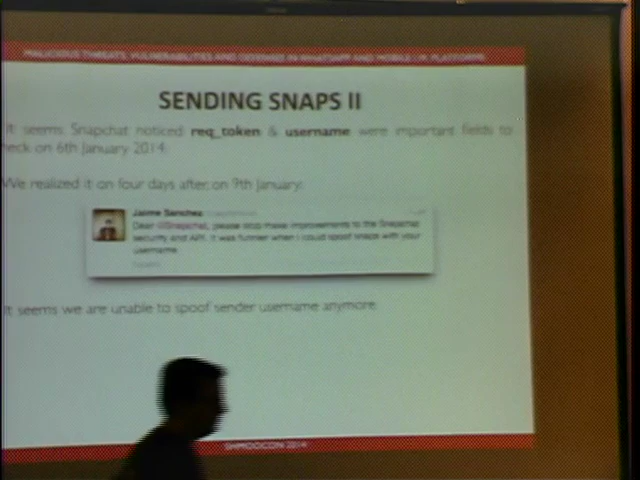 MALICIOUS THREATS, VULNERABILITIES AND DEFENSES IN WHATSAPP AND MOBILE I.M. PLATFORMS
SENDING SNAPS II
It seems Snapchat noticed req_token & username were important fields to
heck on 6th January 2014:
We realized it on four days after, on 9th January:
Jaime Sanchez
Dear @Snapchat, please stop make improvements to the Snapchat
security and API. It was funnier when I could spoof snaps with your
username.
It seems we are unable to spoof sender username anymore
SHMOOCON 2014